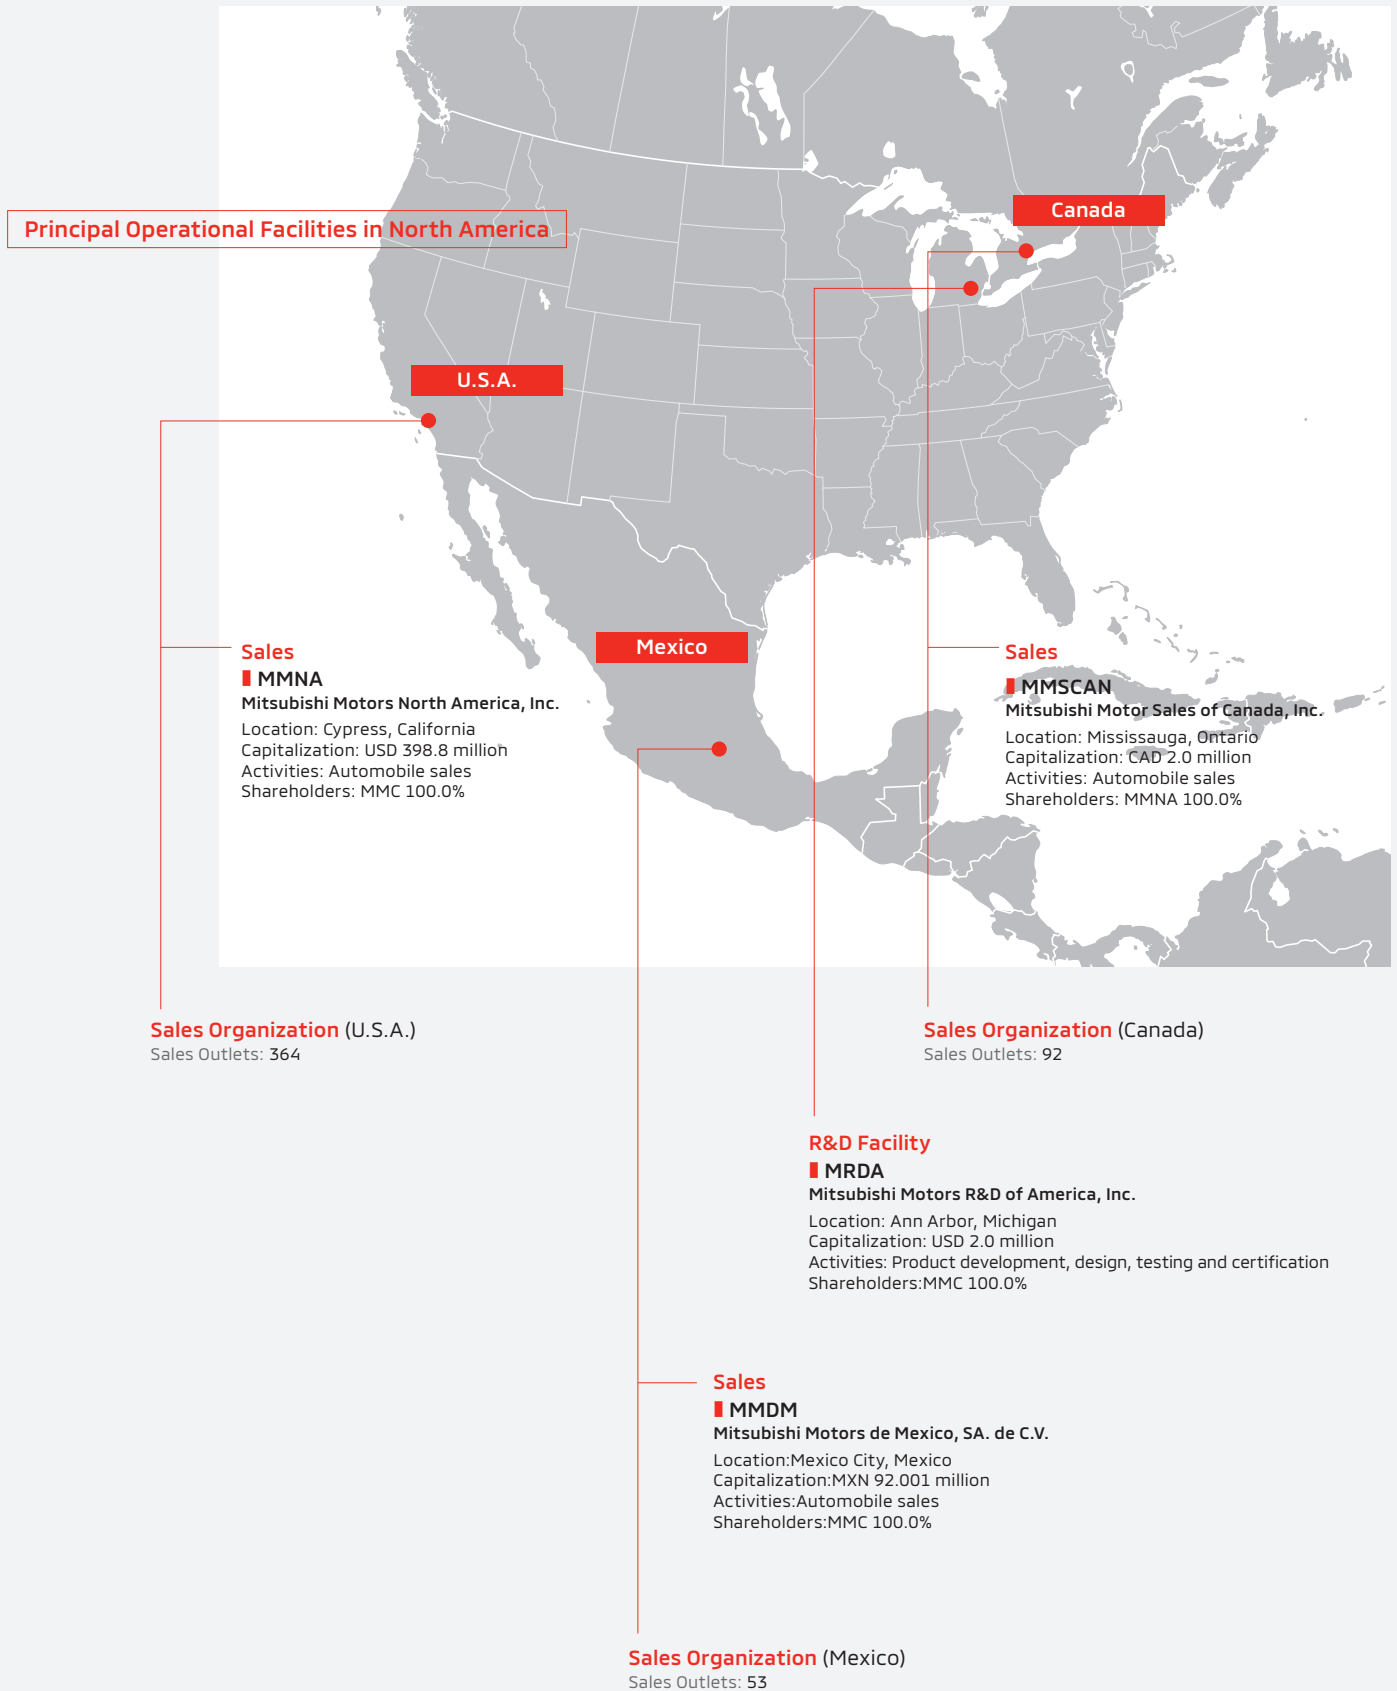 Canada
Principal Operational Facilities in North America
U.S.A.
Mexico
Sales
MMNA
Mitsubishi Motors North America, Inc.
Location: Cypress, California
Capitalization: USD 398.8 million
Activities: Automobile sales
Shareholders: MMC 100.0%
Sales
MMSCAN
Mitsubishi Motor Sales of Canada, Inc.
Location: Mississauga, Ontario
Capitalization: CAD 2.0 million
Activities: Automobile sales
Shareholders: MMNA 100.0%
Sales Organization (U.S.A.)
Sales Outlets: 364
Sales Organization (Canada)
Sales Outlets: 92
R&D Facility
MRDA
Mitsubishi Motors R&D of America, Inc.
Location: Ann Arbor, Michigan
Capitalization: USD 2.0 million
Activities: Product development, design, testing and certification
Shareholders:MMC 100.0%
Sales
MMDM
Mitsubishi Motors de Mexico, SA. de C.V.
Location:Mexico City, Mexico
Capitalization:MXN 92.001 million
Activities:Automobile sales
Shareholders:MMC 100.0%
Sales Organization (Mexico)
Sales Outlets: 53